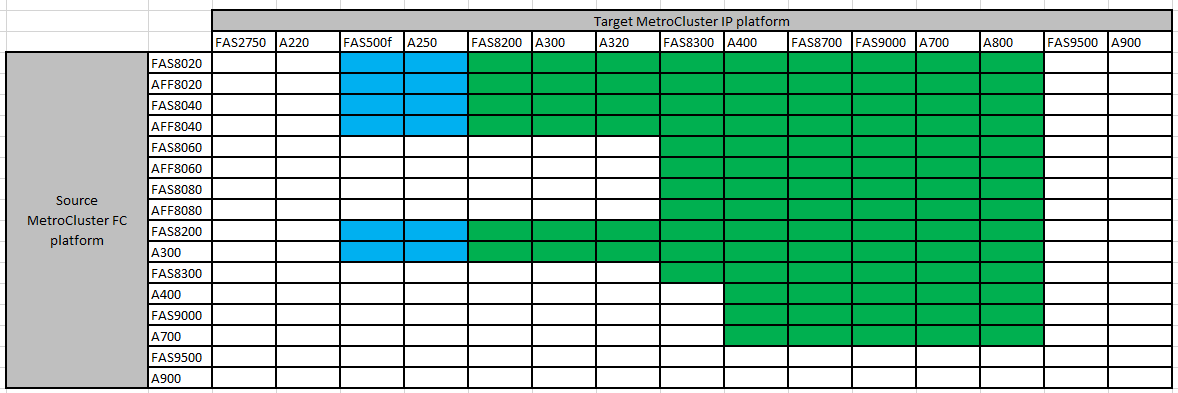 Target MetroCluster IP platform
FAS2750 A220 FAS500f A250 FAS8200 A300 A320 FAS8300 A400 FAS8700 FAS9000 A700 A800 FAS9500 A900
Source
MetroCluster FC
platform
FAS8020
AFF8020
FAS8040
AFF8040
FAS8060
AFF8060
FAS8080
AFF8080
FAS8200
A300
FAS8300
A400
FAS9000
A700
FAS9500
A900